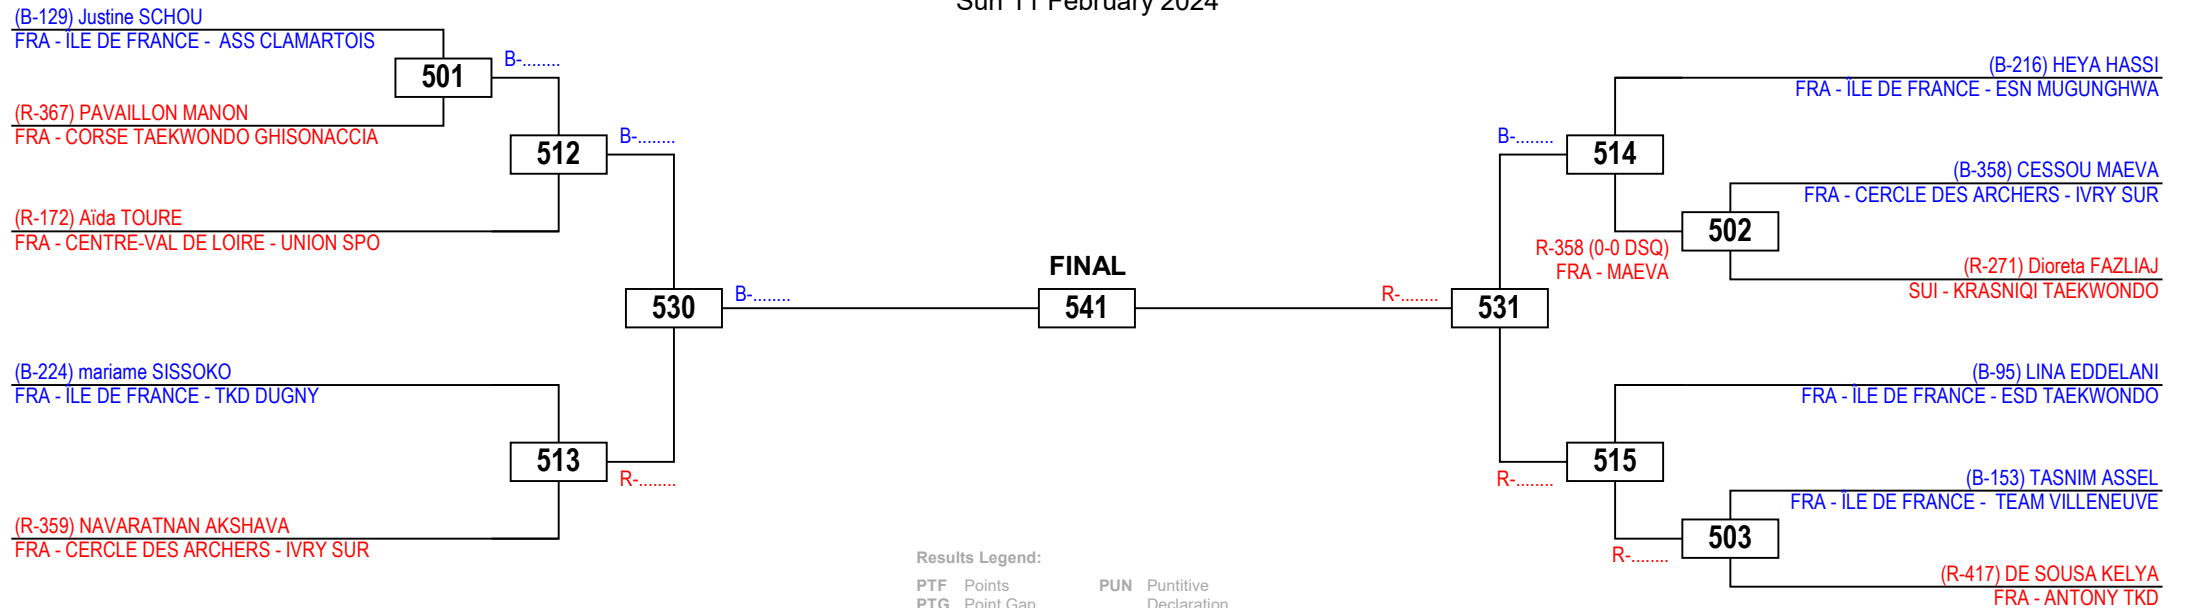 Sun 11 February 2024
(B-129) Justine SCHOU
FRA - ÎLE DE FRANCE - ASS CLAMARTOIS
501
B-........
(R-367) PAVAILLON MANON
FRA - CORSE TAEKWONDO GHISONACCIA
512
B-........
(R-172) Aïda TOURE
FRA - CENTRE-VAL DE LOIRE - UNION SPO
530
B-........
(B-224) mariame SISSOKO
FRA - ÎLE DE FRANCE - TKD DUGNY
513
R-........
(R-359) NAVARATNAN AKSHAVA
FRA - CERCLE DES ARCHERS - IVRY SUR
FINAL
541
(B-216) HEYA HASSI
FRA - ÎLE DE FRANCE - ESN MUGUNGHWA
B-........
514
(B-358) CESSOU MAEVA
FRA - CERCLE DES ARCHERS - IVRY SUR
502
R-358 (0-0 DSQ)
FRA - MAEVA
(R-271) Dioreta FAZLIAJ
SUI - KRASNIQI TAEKWONDO
R-........
531
(B-95) LINA EDDELANI
FRA - ÎLE DE FRANCE - ESD TAEKWONDO
515
R-........
(B-153) TASNIM ASSEL
FRA - ÎLE DE FRANCE - TEAM VILLENEUVE
503
R-........
(R-417) DE SOUSA KELYA
FRA - ANTONY TKD
Results Legend:
PTF Points PUN Puntitive
PTG Point Gap Declaration